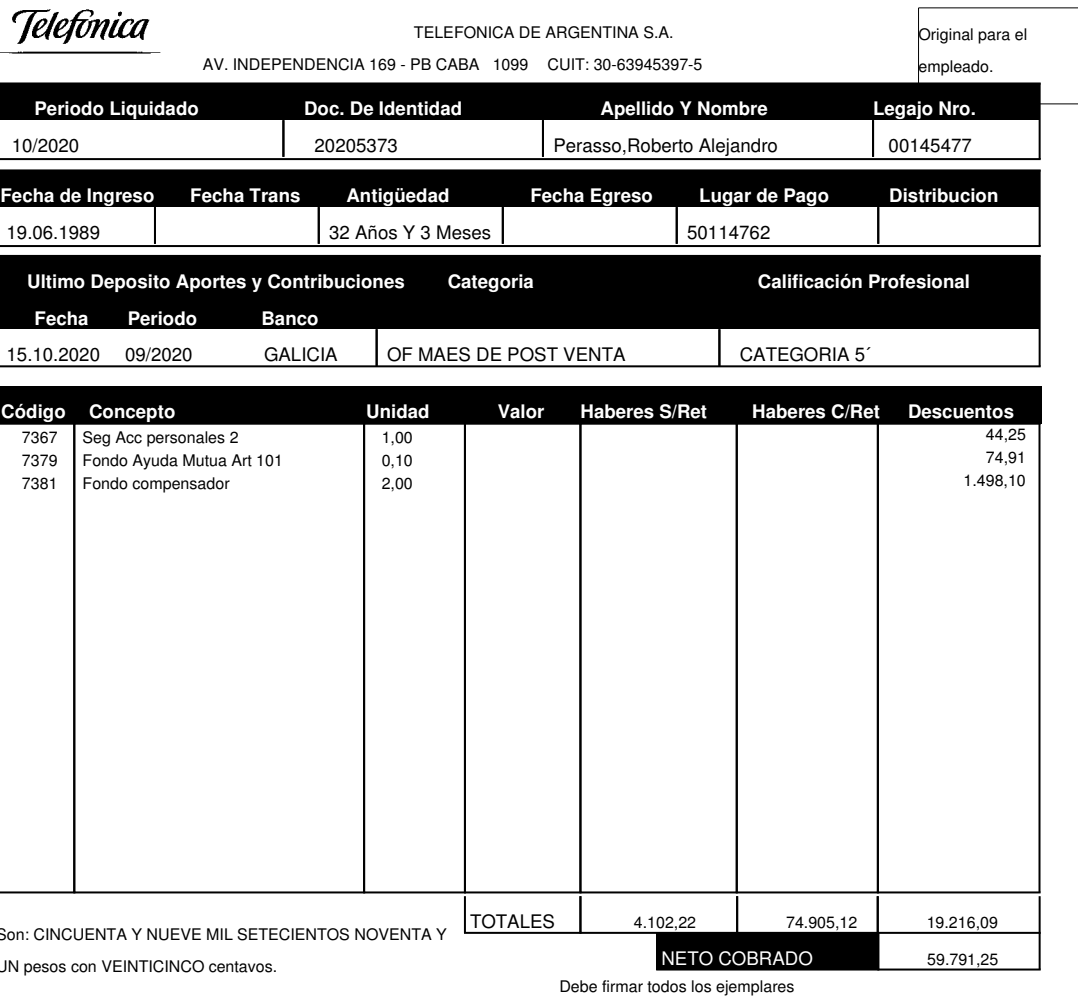 Telefónica
TELEFONICA DE ARGENTINA S.A.
Original para el
AV. INDEPENDENCIA 169 - PB CABA 1099 CUIT: 30-63945397-5
empleado.
Periodo Liquidado Doc. De Identidad Apellido Y Nombre Legajo Nro.
10/2020 20205373 Perasso,Roberto Alejandro 00145477
Fecha de Ingreso Fecha Trans Antigüedad Fecha Egreso Lugar de Pago Distribucion
19.06.1989 32 Años Y 3 Meses 50114762
Ultimo Deposito Aportes y Contribuciones Categoria Calificación Profesional
Fecha Periodo Banco
15.10.2020 09/2020 GALICIA OF MAES DE POST VENTA CATEGORIA 5´
Código Concepto Unidad Valor Haberes S/Ret Haberes C/Ret Descuentos
7367 Seg Acc personales 2 1,00 44,25
7379 Fondo Ayuda Mutua Art 101 0,10 74,91
7381 Fondo compensador 2,00 1.498,10
TOTALES 4.102,22 74.905,12 19.216,09
Son: CINCUENTA Y NUEVE MIL SETECIENTOS NOVENTA Y
NETO COBRADO 59.791,25
UN pesos con VEINTICINCO centavos.
Debe firmar todos los ejemplares